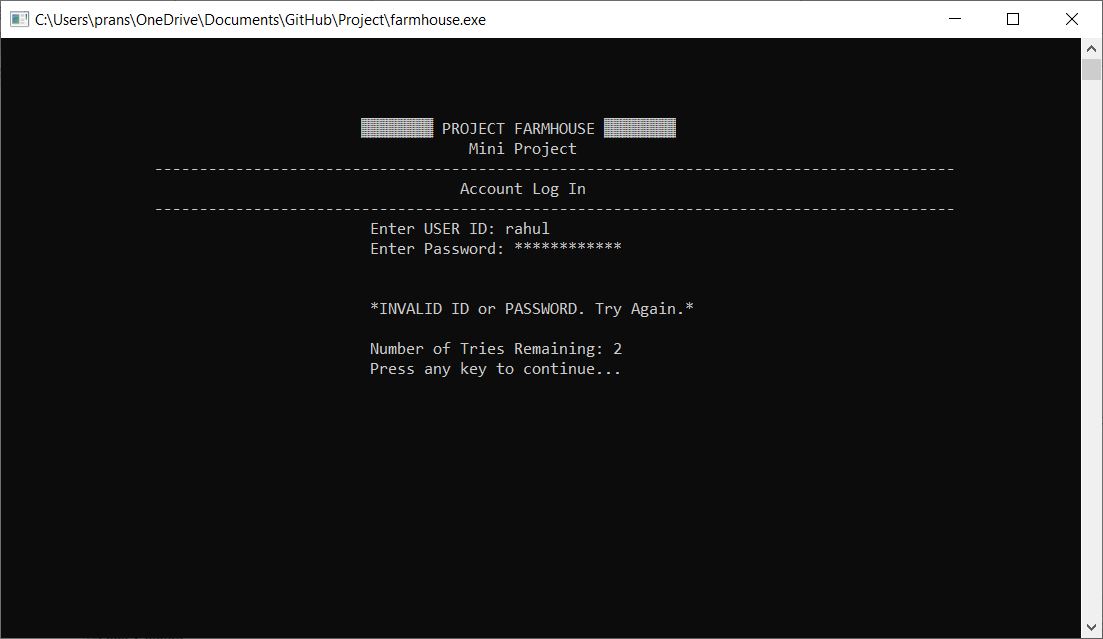 C:\Users\prans\OneDrive\Documents\GitHub\Project\farmhouse.exe
▓▓▓▓▓▓▓▓ PROJECT FARMHOUSE ▓▓▓▓▓▓▓▓
Mini Project
-----------------------------------------------------------------------------------------
Account Log In
-----------------------------------------------------------------------------------------
Enter USER ID: rahul
Enter Password: ************
*INVALID ID or PASSWORD. Try Again.*
Number of Tries Remaining: 2
Press any key to continue...